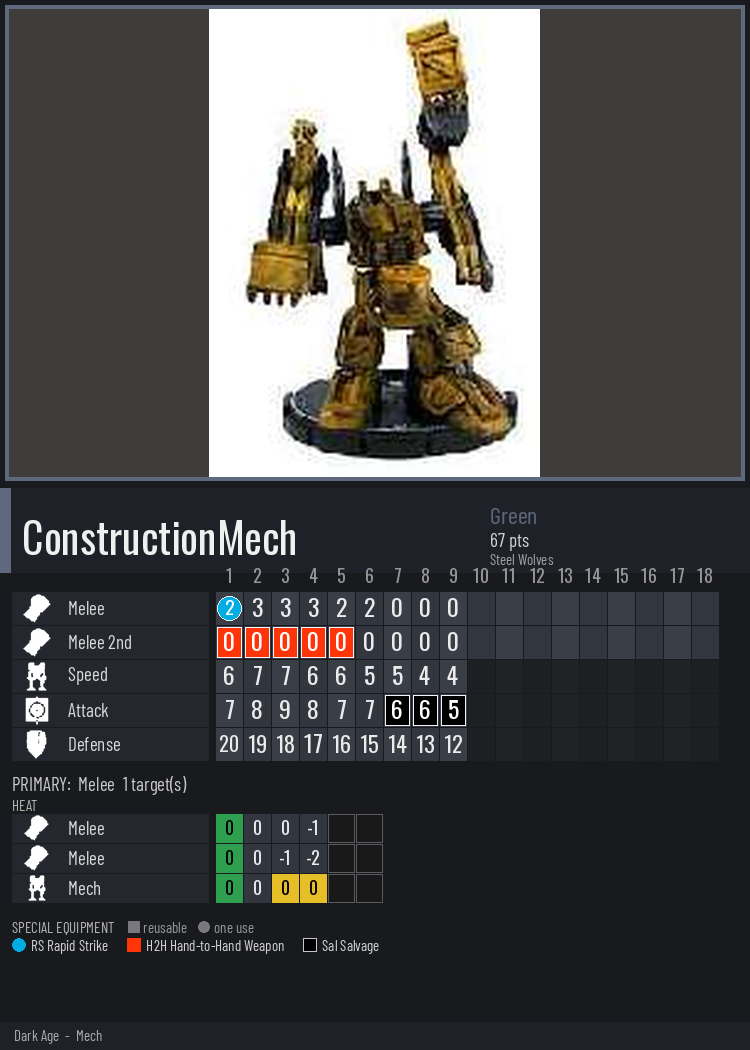 ConstructionMech
Green
67 pts
Steel Wolves
1 2 3 4 5 6 7 8 9 10 11 12 13 14 15 16 17 18
Melee 2 3 3 3 2 2 0 0 0
Melee 2nd 0 0 0 0 0 0 0 0 0
Speed 6 7 7 6 6 5 5 4 4
Attack 7 8 9 8 7 7 6 6 5
Defense 20 19 18 17 16 15 14 13 12
PRIMARY: Melee 1 target(s)
HEAT
Melee 0 0 0 -1
Melee 0 0 -1 -2
Mech 0 0 0 0
SPECIAL EQUIPMENT reusable one use
RS Rapid Strike H2H Hand-to-Hand Weapon Sal Salvage
Dark Age - Mech